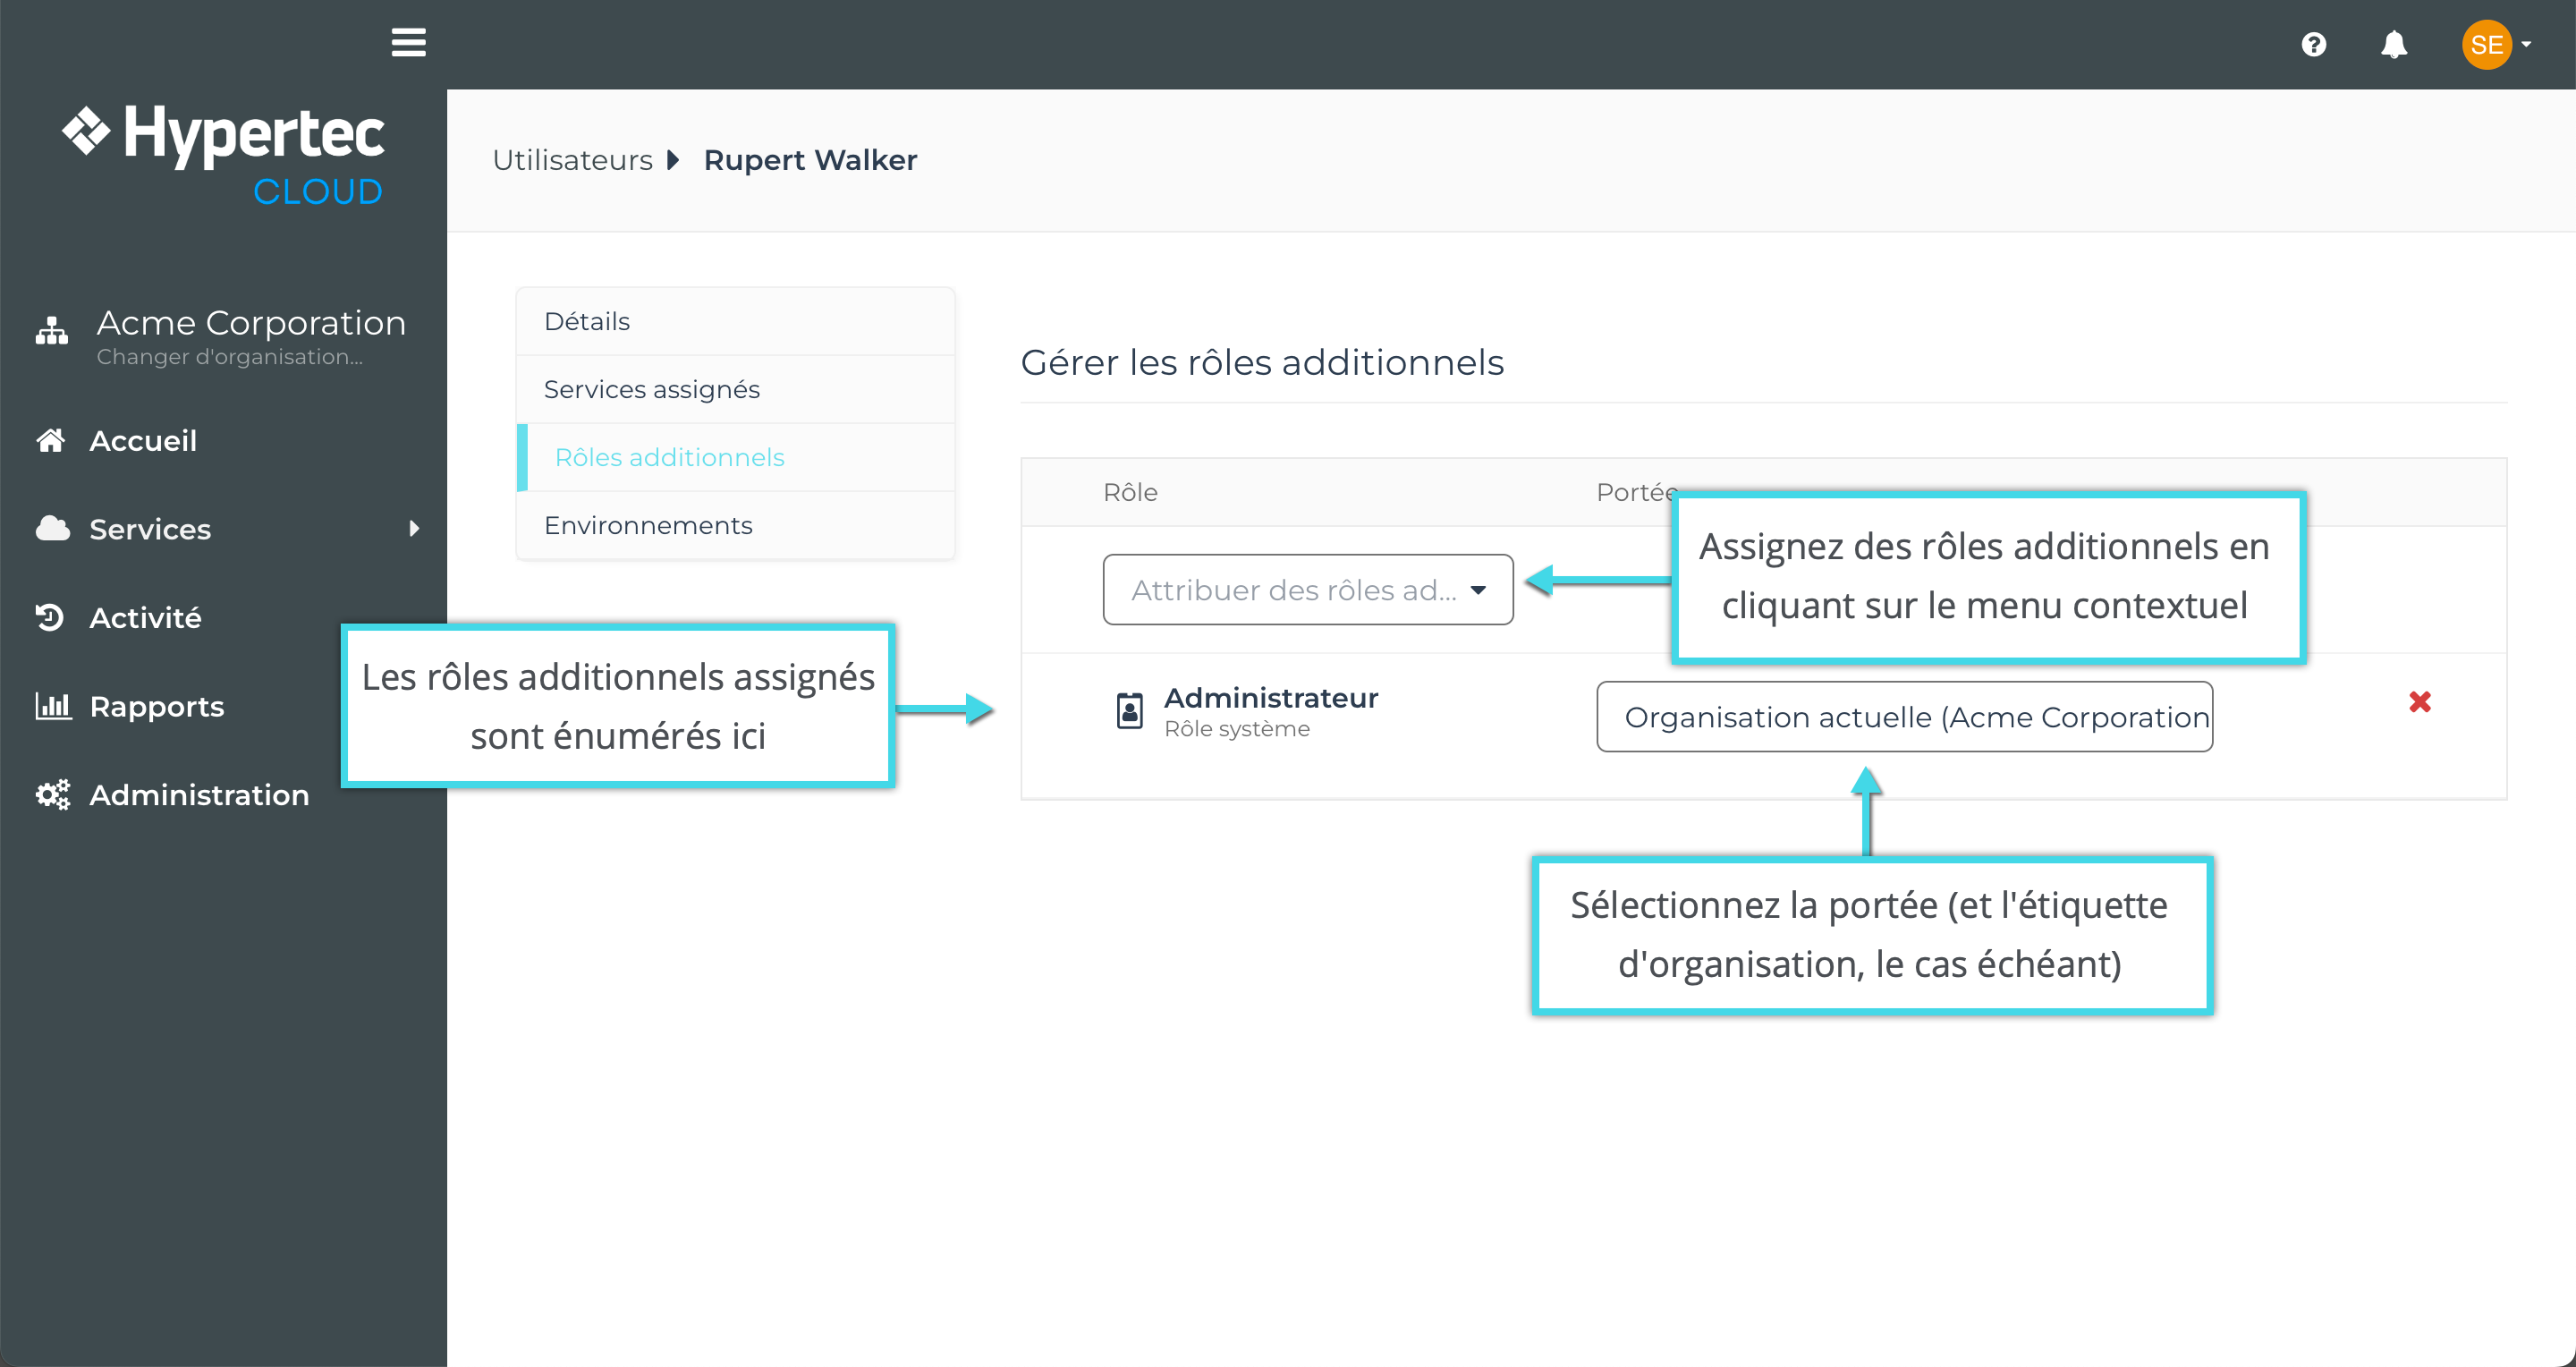 SE
Hypertec
CLOUD
Utilisateurs Rupert Walker
Acme Corporation
Changer d'organisation...
Accueil
Services
Activité
Rapports
Administration
Détails
Services assignés
Rôles additionnels
Environnements
Gérer les rôles additionnels
Rôle Portée
Attribuer des rôles ad...
Assignez des rôles additionnels en
cliquant sur le menu contextuel
Les rôles additionnels assignés
sont énumérés ici
Administrateur
Rôle système
Organisation actuelle (Acme Corporation
Sélectionnez la portée (et l'étiquette
d'organisation, le cas échéant)